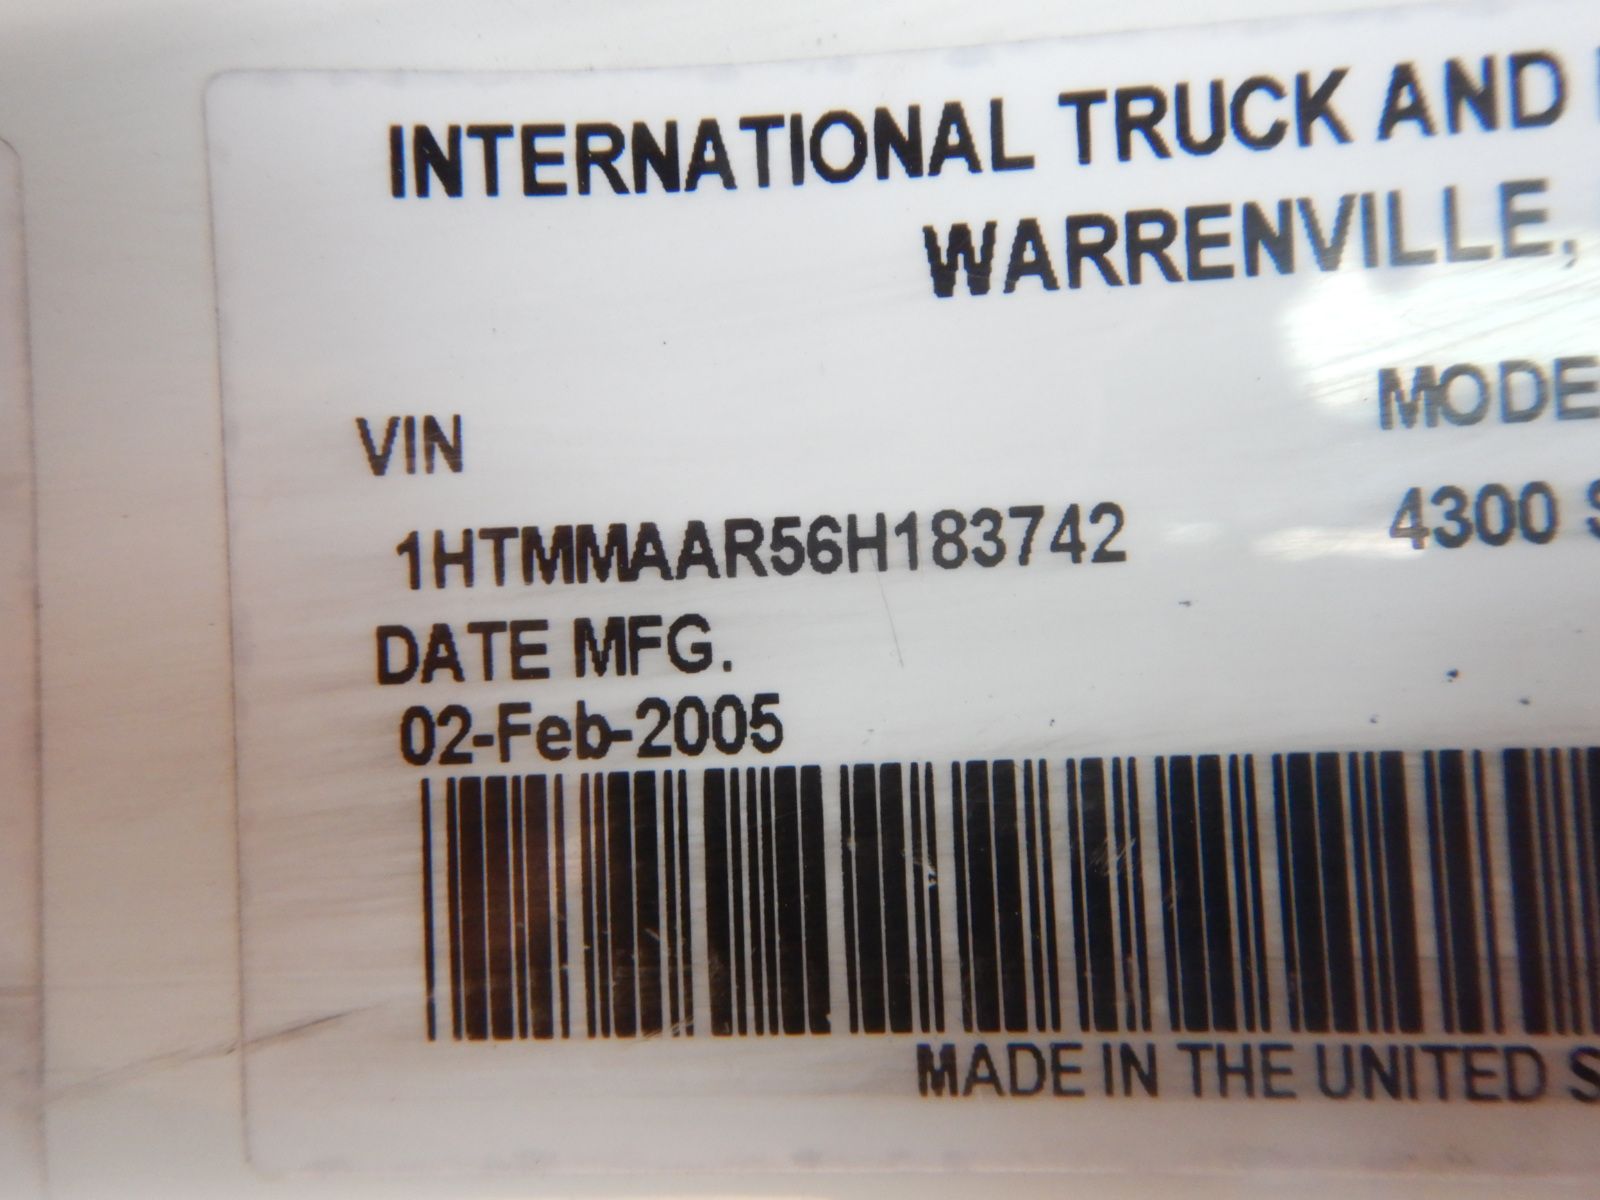 INTERNATIONAL TRUCK AND
WARRENVILLE,
VIN
MODE
1HTMMAAR56H183742
4300 S
DATE MFG.
02-Feb-2005
MADE IN THE UNITED S